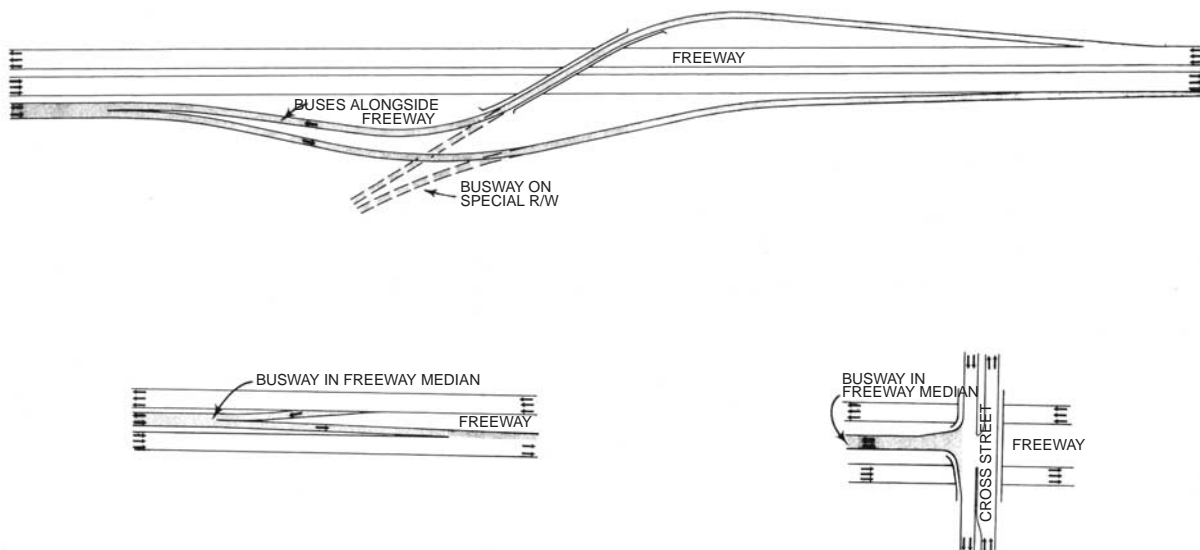 FREEWAY
BUSES ALONGSIDE
FREEWAY
BUSWAY ON
SPECIAL R/W
BUSWAY IN FREEWAY MEDIAN
FREEWAY
BUSWAY IN
FREEWAY MEDIAN
CROSS STREET
FREEWAY